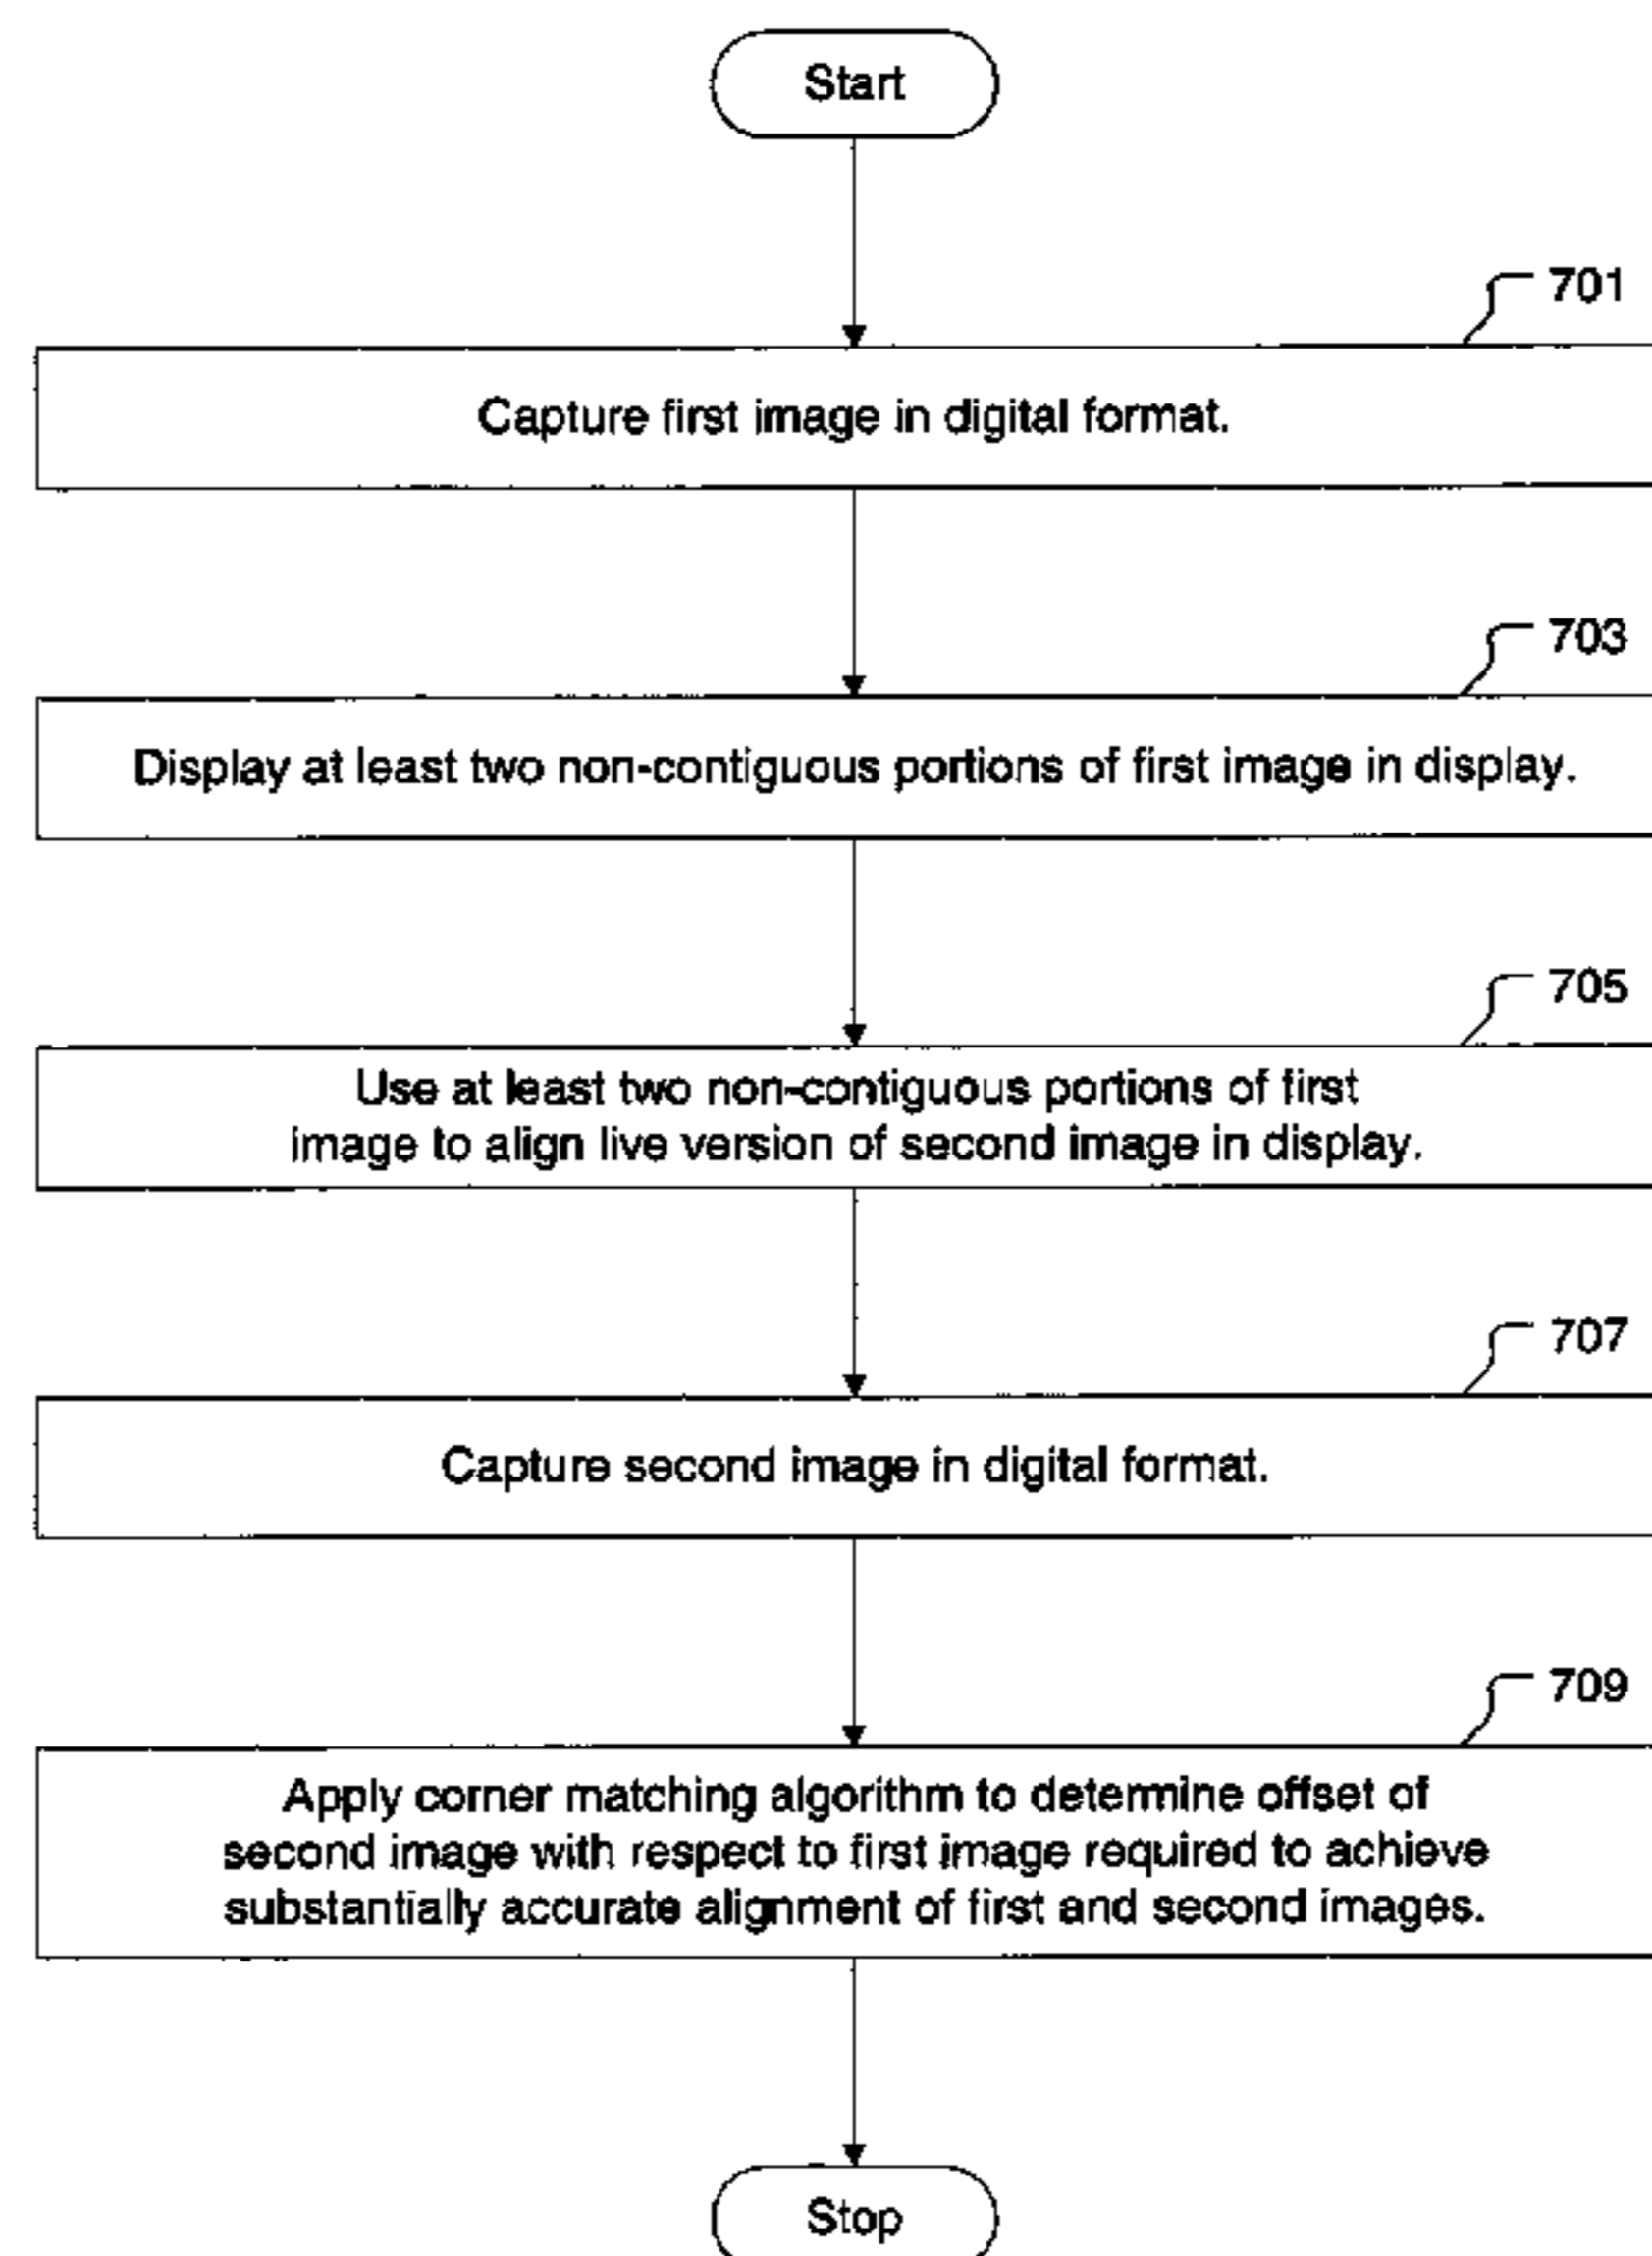 Start
701
Capture first image in digital format.
703
Display at least two non-contiguous portions of first image in display.
705
Use at least two non-contiguous portions of first
image to align live version of second image in display.
707
Capture second image in digital format.
709
Apply corner matching algorithm to determine offset of
second image with respect to first image required to achieve
substantially accurate alignment of first and second images.
Stop